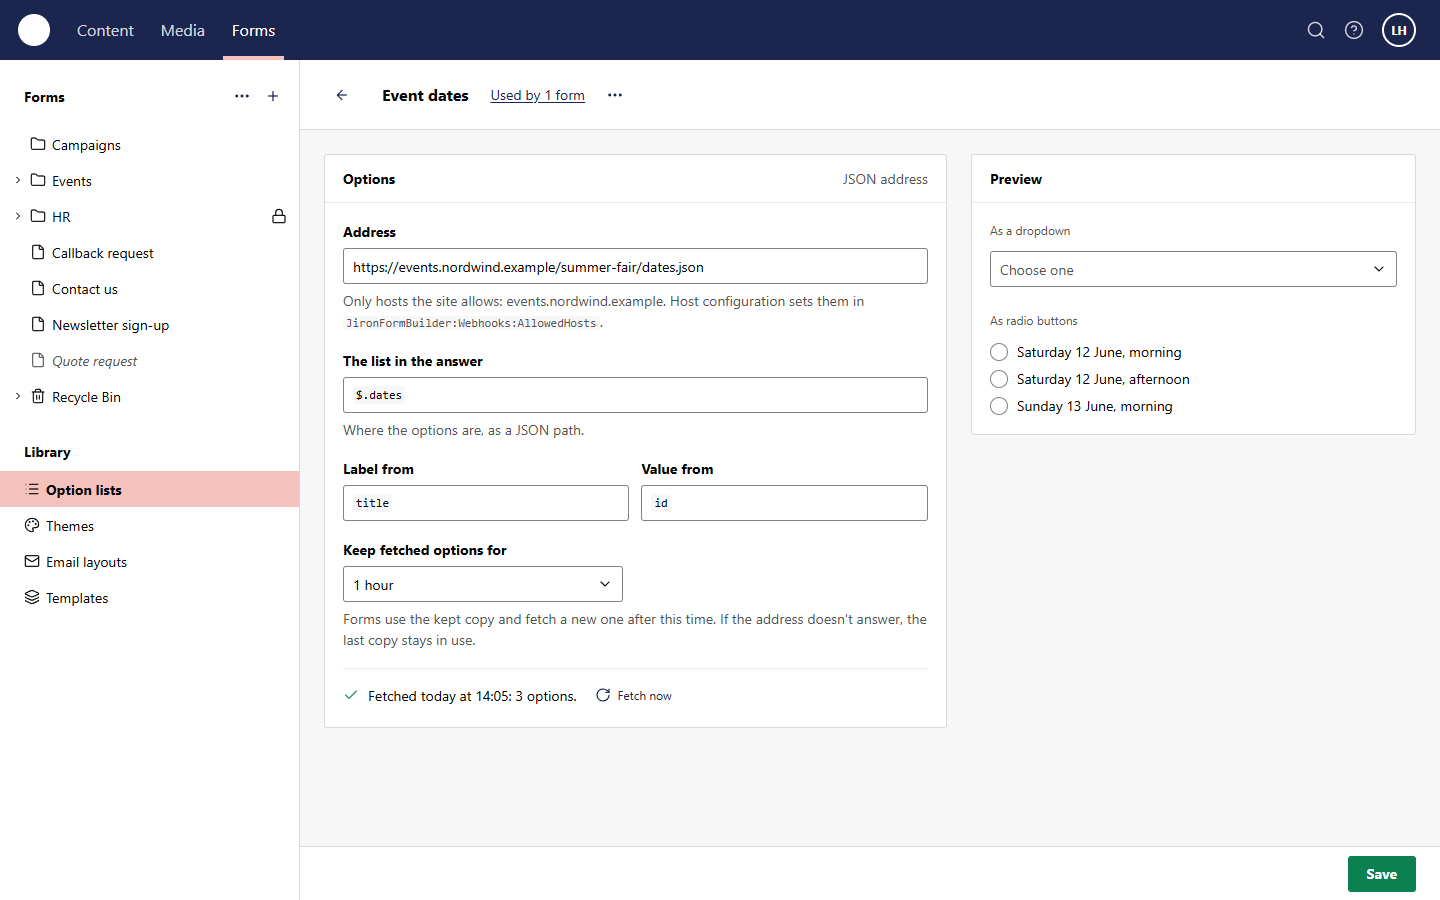 Content Media Forms LH
Forms
Campaigns
Events
HR
Callback request
Contact us
Newsletter sign-up
Quote request
Recycle Bin
Library
Option lists
Themes
Email layouts
Templates
Event dates Used by 1 form
Options JSON address
Address
https://events.nordwind.example/summer-fair/dates.json
Only hosts the site allows: events.nordwind.example. Host configuration sets them in
JironFormBuilder:Webhooks:AllowedHosts.
The list in the answer
$.dates
Where the options are, as a JSON path.
Label from Value from
title id
Keep fetched options for
1 hour
Forms use the kept copy and fetch a new one after this time. If the address doesn't answer, the
last copy stays in use.
Fetched today at 14:05: 3 options. Fetch now
Preview
As a dropdown
Choose one
As radio buttons
Saturday 12 June, morning
Saturday 12 June, afternoon
Sunday 13 June, morning
Save